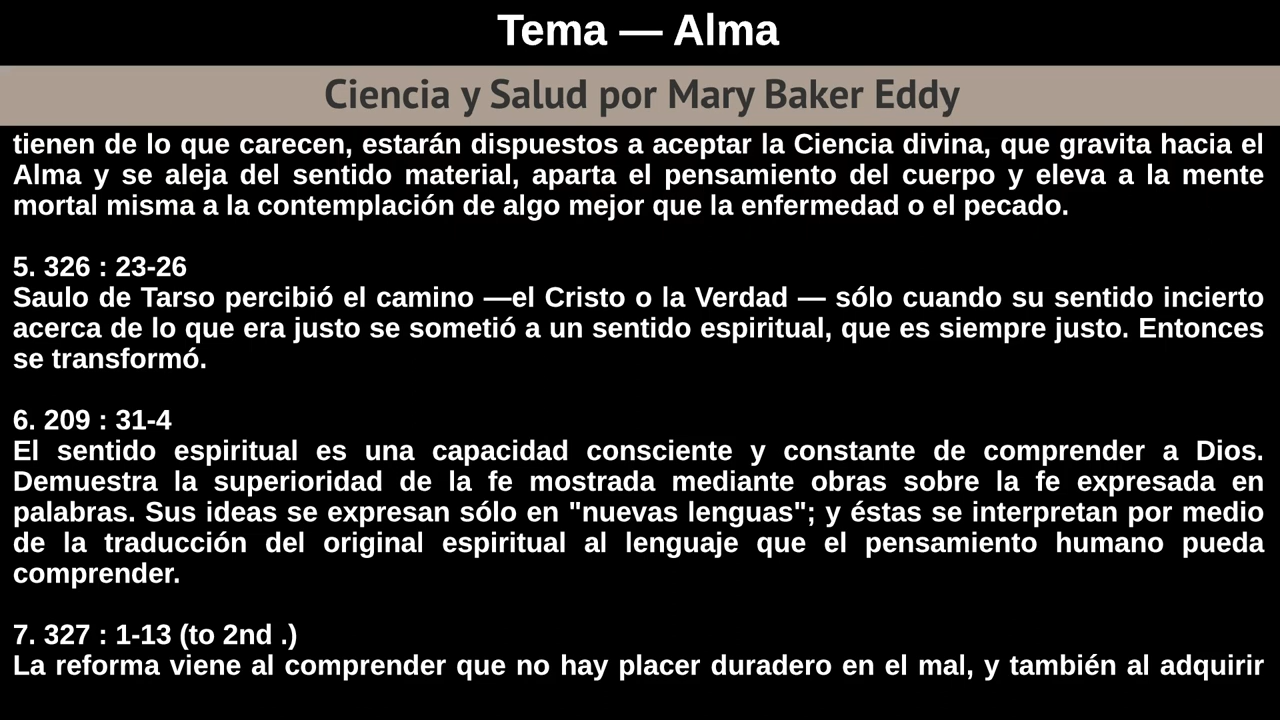 Tema — Alma
Ciencia y Salud por Mary Baker Eddy
tienen de lo que carecen, estarán dispuestos a aceptar la Ciencia divina, que gravita hacia el
Alma y se aleja del sentido material, aparta el pensamiento del cuerpo y eleva a la mente
mortal misma a la contemplación de algo mejor que la enfermedad o el pecado.
5. 326 : 23-26
Saulo de Tarso percibió el camino —el Cristo o la Verdad — sólo cuando su sentido incierto
acerca de lo que era justo se sometió a un sentido espiritual, que es siempre justo. Entonces
se transformó.
6. 209 : 31-4
El sentido espiritual es una capacidad consciente y constante de comprender a Dios.
Demuestra la superioridad de la fe mostrada mediante obras sobre la fe expresada en
palabras. Sus ideas se expresan sólo en "nuevas lenguas"; y éstas se interpretan por medio
de la traducción del original espiritual al lenguaje que el pensamiento humano pueda
comprender.
7. 327 : 1-13 (to 2nd .)
La reforma viene al comprender que no hay placer duradero en el mal, y también al adquirir